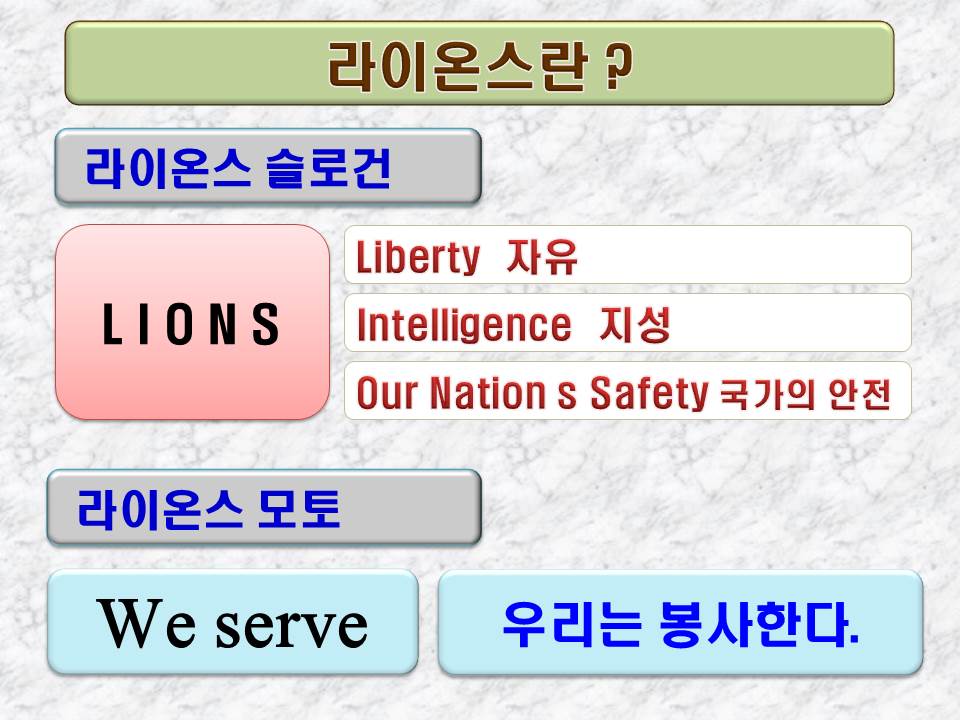 라이온스란 ?
라이온스 슬로건
L I O N S
Liberty 자유
Intelligence 지성
Our Nation s Safety 국가의 안전
라이온스 모토
We serve
우리는 봉사한다.